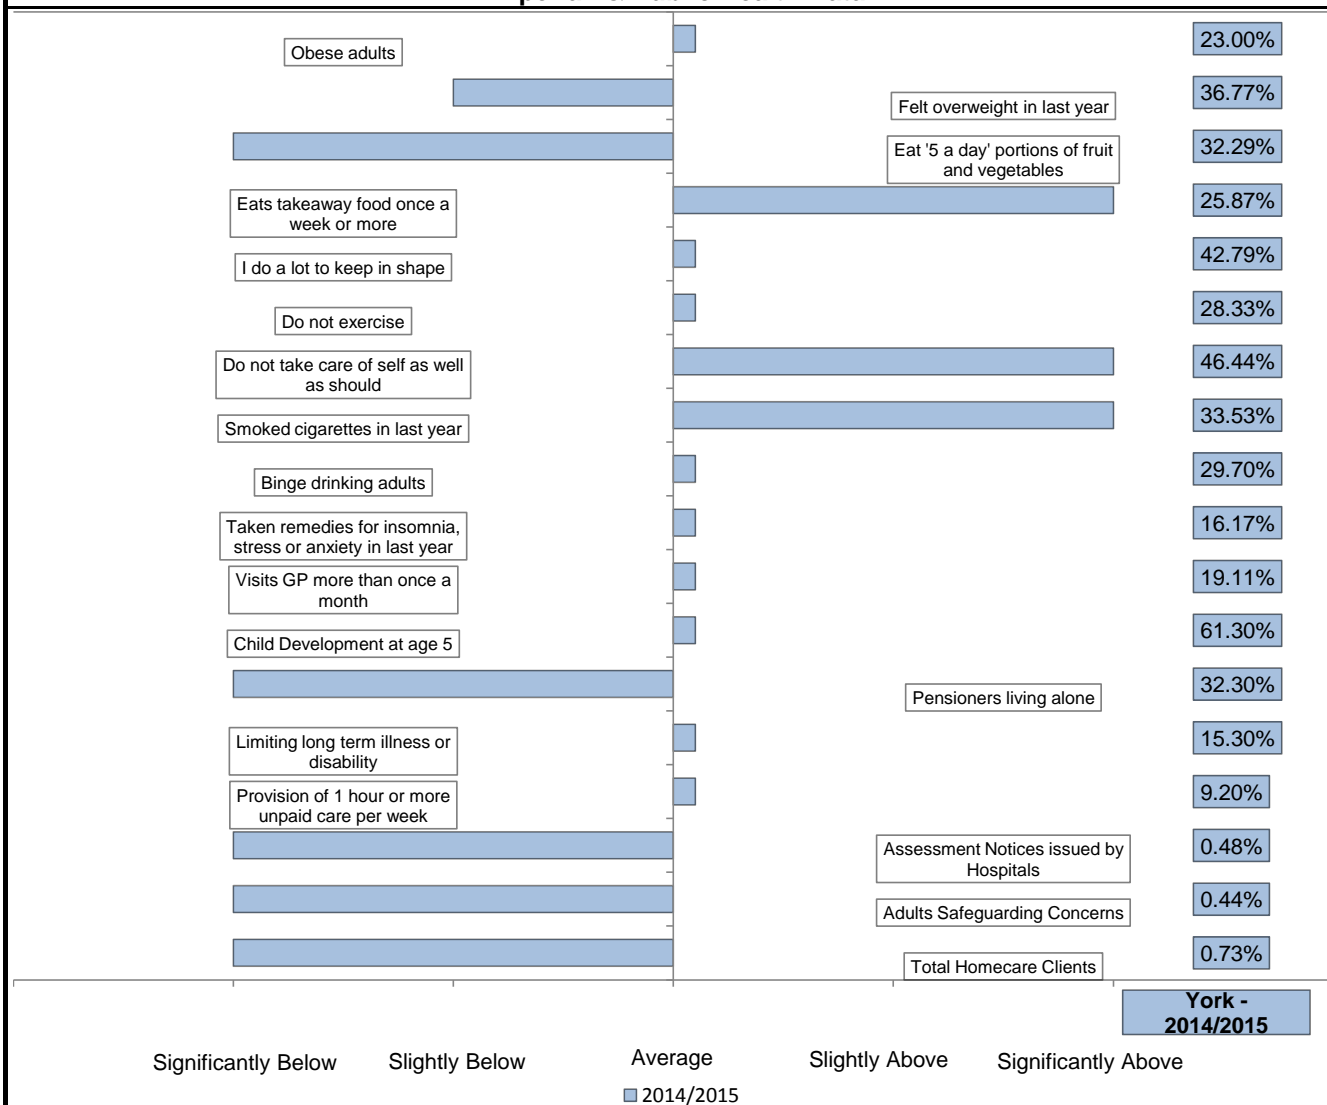 Obese adults
23.00%
Felt overweight in last year
36.77%
Eat '5 a day' portions of fruit
and vegetables
32.29%
Eats takeaway food once a
week or more
25.87%
I do a lot to keep in shape
42.79%
Do not exercise
28.33%
Do not take care of self as well
as should
46.44%
Smoked cigarettes in last year
33.53%
Binge drinking adults
29.70%
Taken remedies for insomnia,
stress or anxiety in last year
16.17%
Visits GP more than once a
month
19.11%
Child Development at age 5
61.30%
Pensioners living alone
32.30%
Limiting long term illness or
disability
15.30%
Provision of 1 hour or more
unpaid care per week
9.20%
Assessment Notices issued by
Hospitals
0.48%
Adults Safeguarding Concerns
0.44%
Total Homecare Clients
0.73%
York -
2014/2015
Significantly Below Slightly Below Average Slightly Above Significantly Above
2014/2015